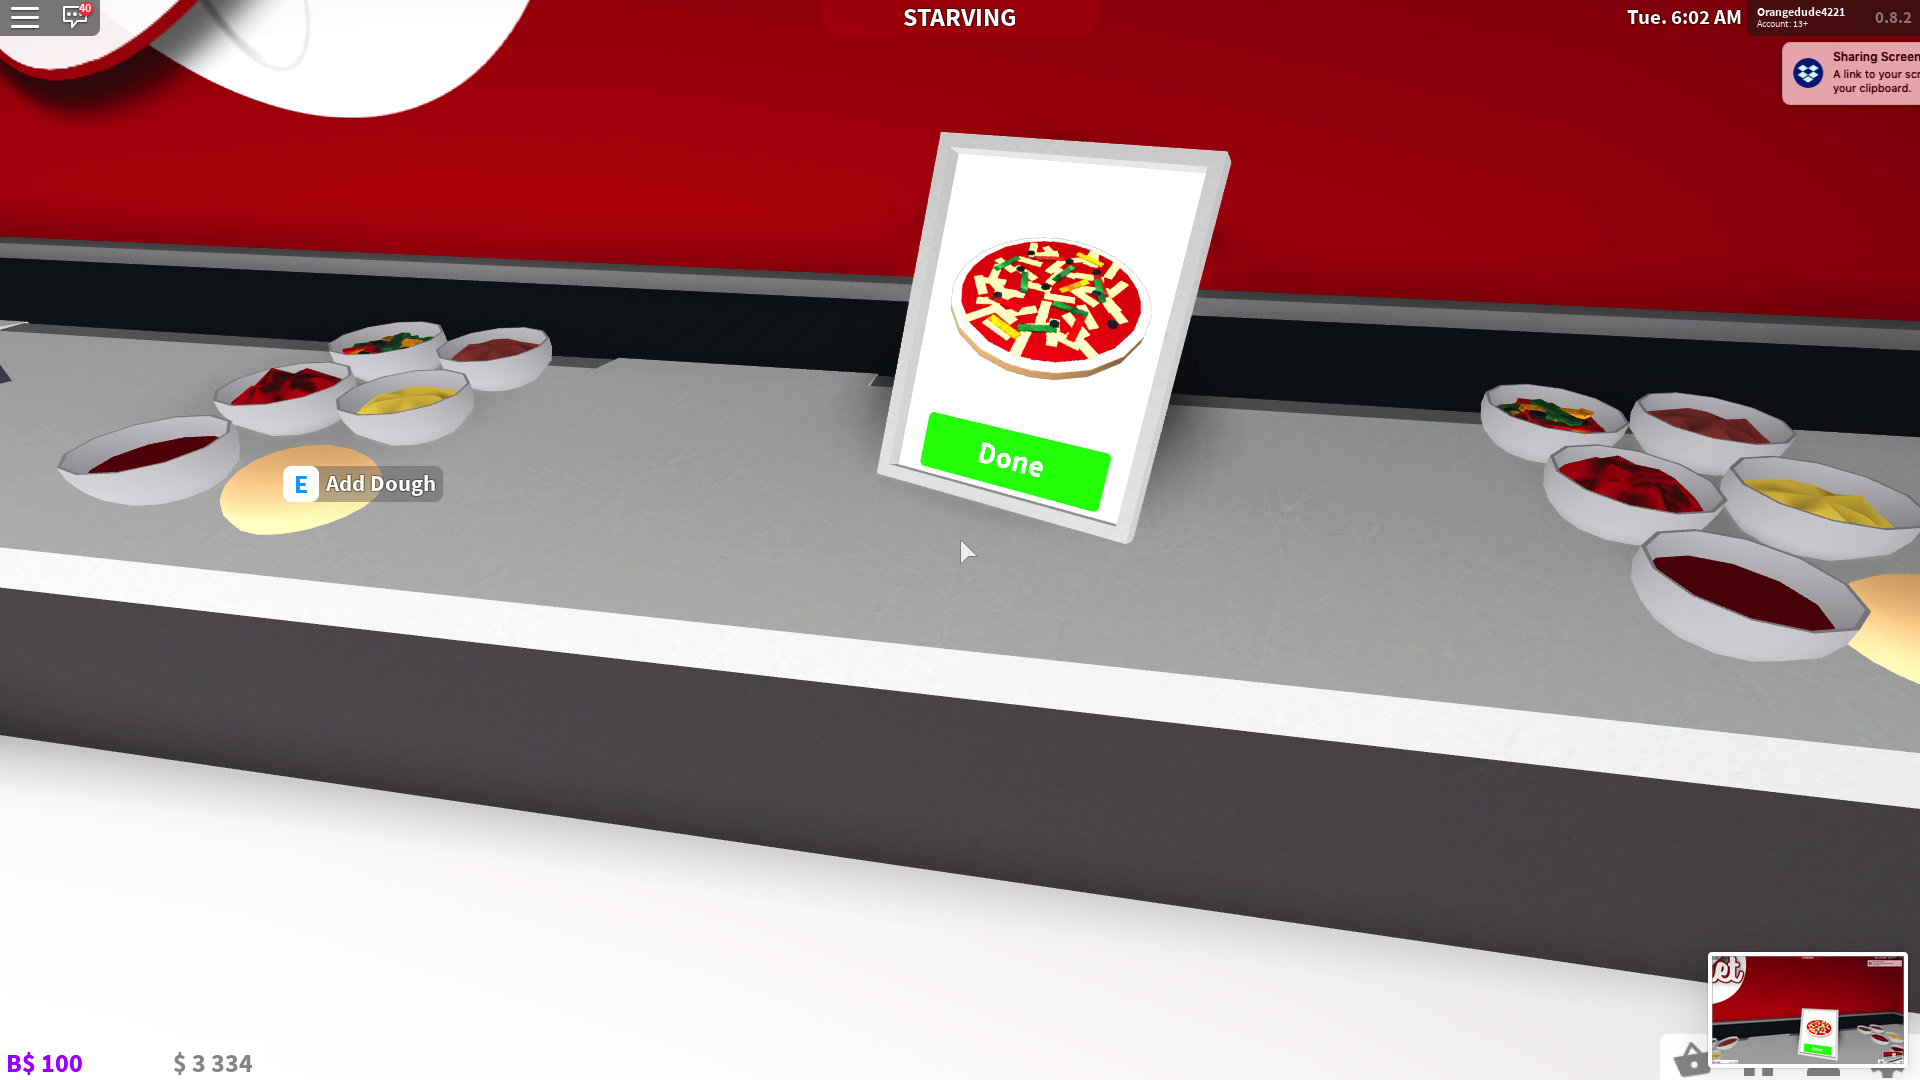 40
STARVING
Tue. 6:02 AM
Orangedude4221
Account: 13+
0.8.2
Sharing Screen
A link to your scr
your clipboard.
Done
E Add Dough
et
B$ 100
$ 3 334